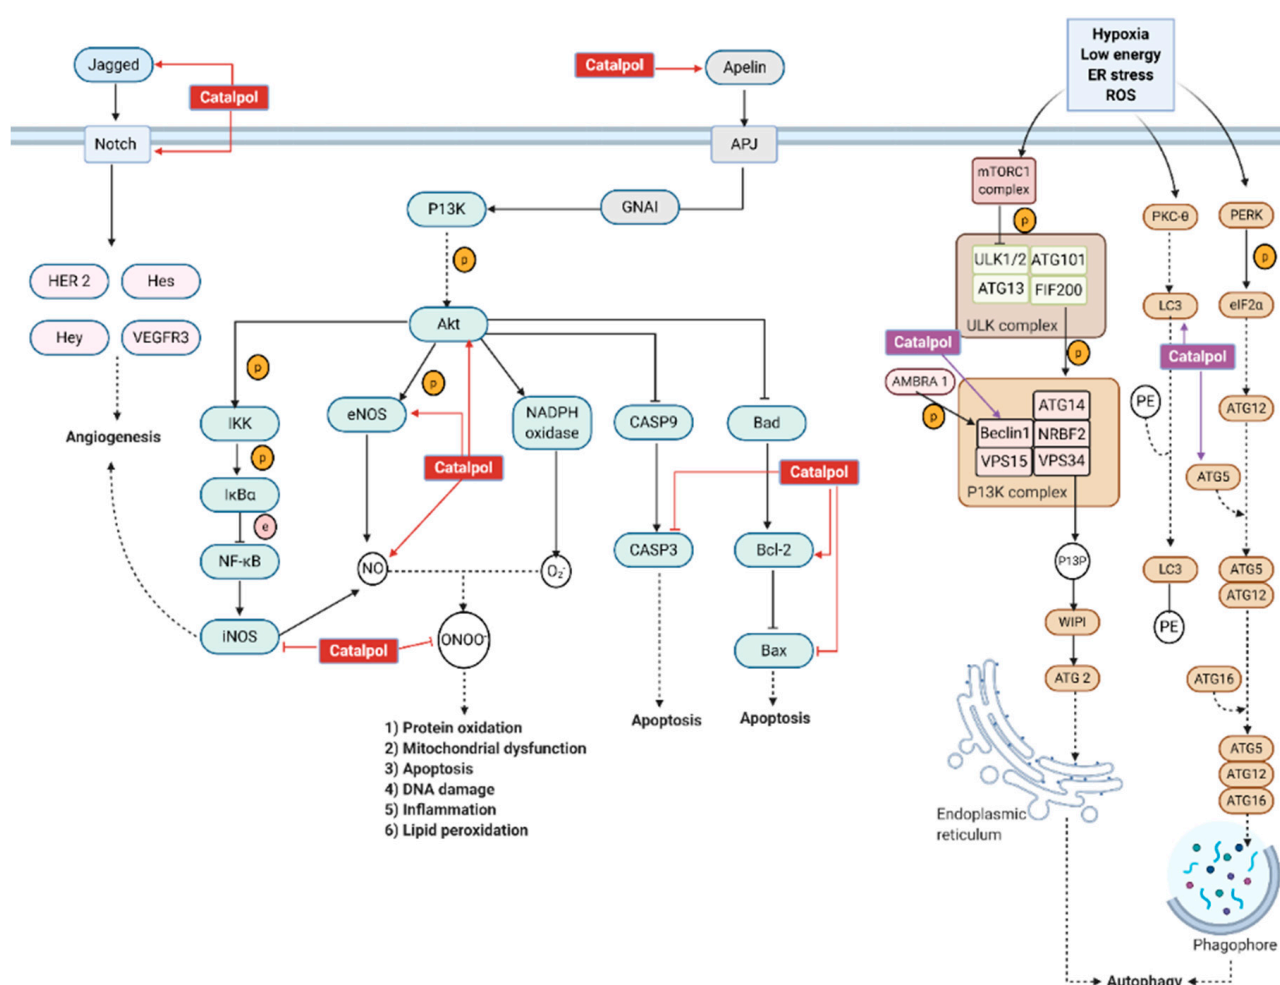 Jagged
Catalpol
Notch
HER 2
Hes
Hey
VEGFR3
Angiogenesis
Catalpol
Apelin
APJ
GNAI
P13K
p
Akt
p
IKK
p
IκBα
e
NF-κB
iNOS
p
eNOS
NADPH
oxidase
Catalpol
NO
O₂⁻
Catalpol
ONOO⁻
1) Protein oxidation
2) Mitochondrial dysfunction
3) Apoptosis
4) DNA damage
5) Inflammation
6) Lipid peroxidation
CASP9
CASP3
Apoptosis
Bad
Catalpol
Bcl-2
Bax
Apoptosis
Hypoxia
Low energy
ER stress
ROS
mTORC1
complex
p
ULK1/2
ATG101
ATG13
FIF200
ULK complex
p
Catalpol
AMBRA 1
p
ATG14
Beclin1
NRBF2
VPS15
VPS34
P13K complex
P13P
WIPI
ATG 2
Endoplasmic
reticulum
PKC-θ
LC3
Catalpol
PE
LC3
PE
PERK
p
eIF2α
ATG12
ATG5
ATG5
ATG12
ATG16
ATG5
ATG12
ATG16
Phagophore
Autophagy